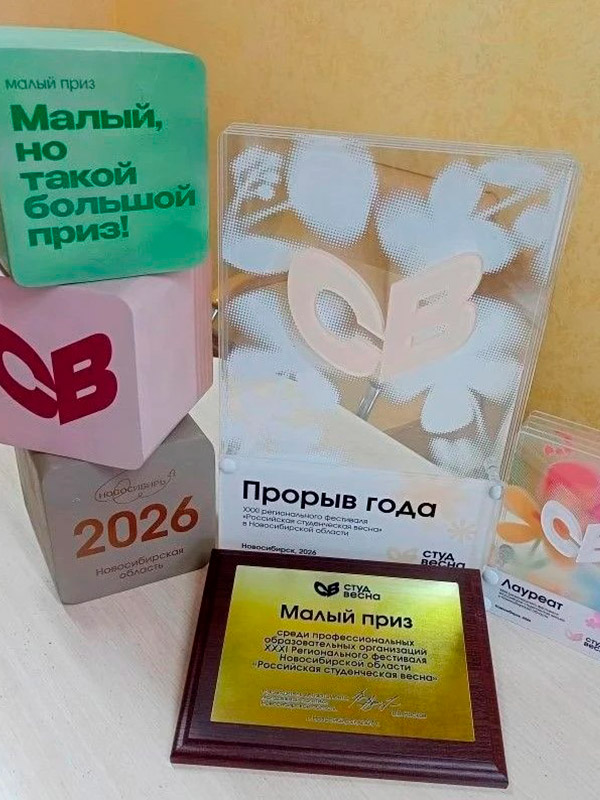 малый приз
Малый,
но
такой
большой
приз!
СВ
НОВОСИБИРСК
2026
Новосибирская
область
СВ
Прорыв года
XXXI регионального фестиваля
«Российская студенческая весна»
в Новосибирской области
Новосибирск, 2026
СТУД
ВЕСНА
СТУД
ВЕСНА
Малый приз
среди профессиональных
образовательных организаций
XXXI Регионального фестиваля
Новосибирской области
«Российская студенческая весна»
СВ
Лауреат